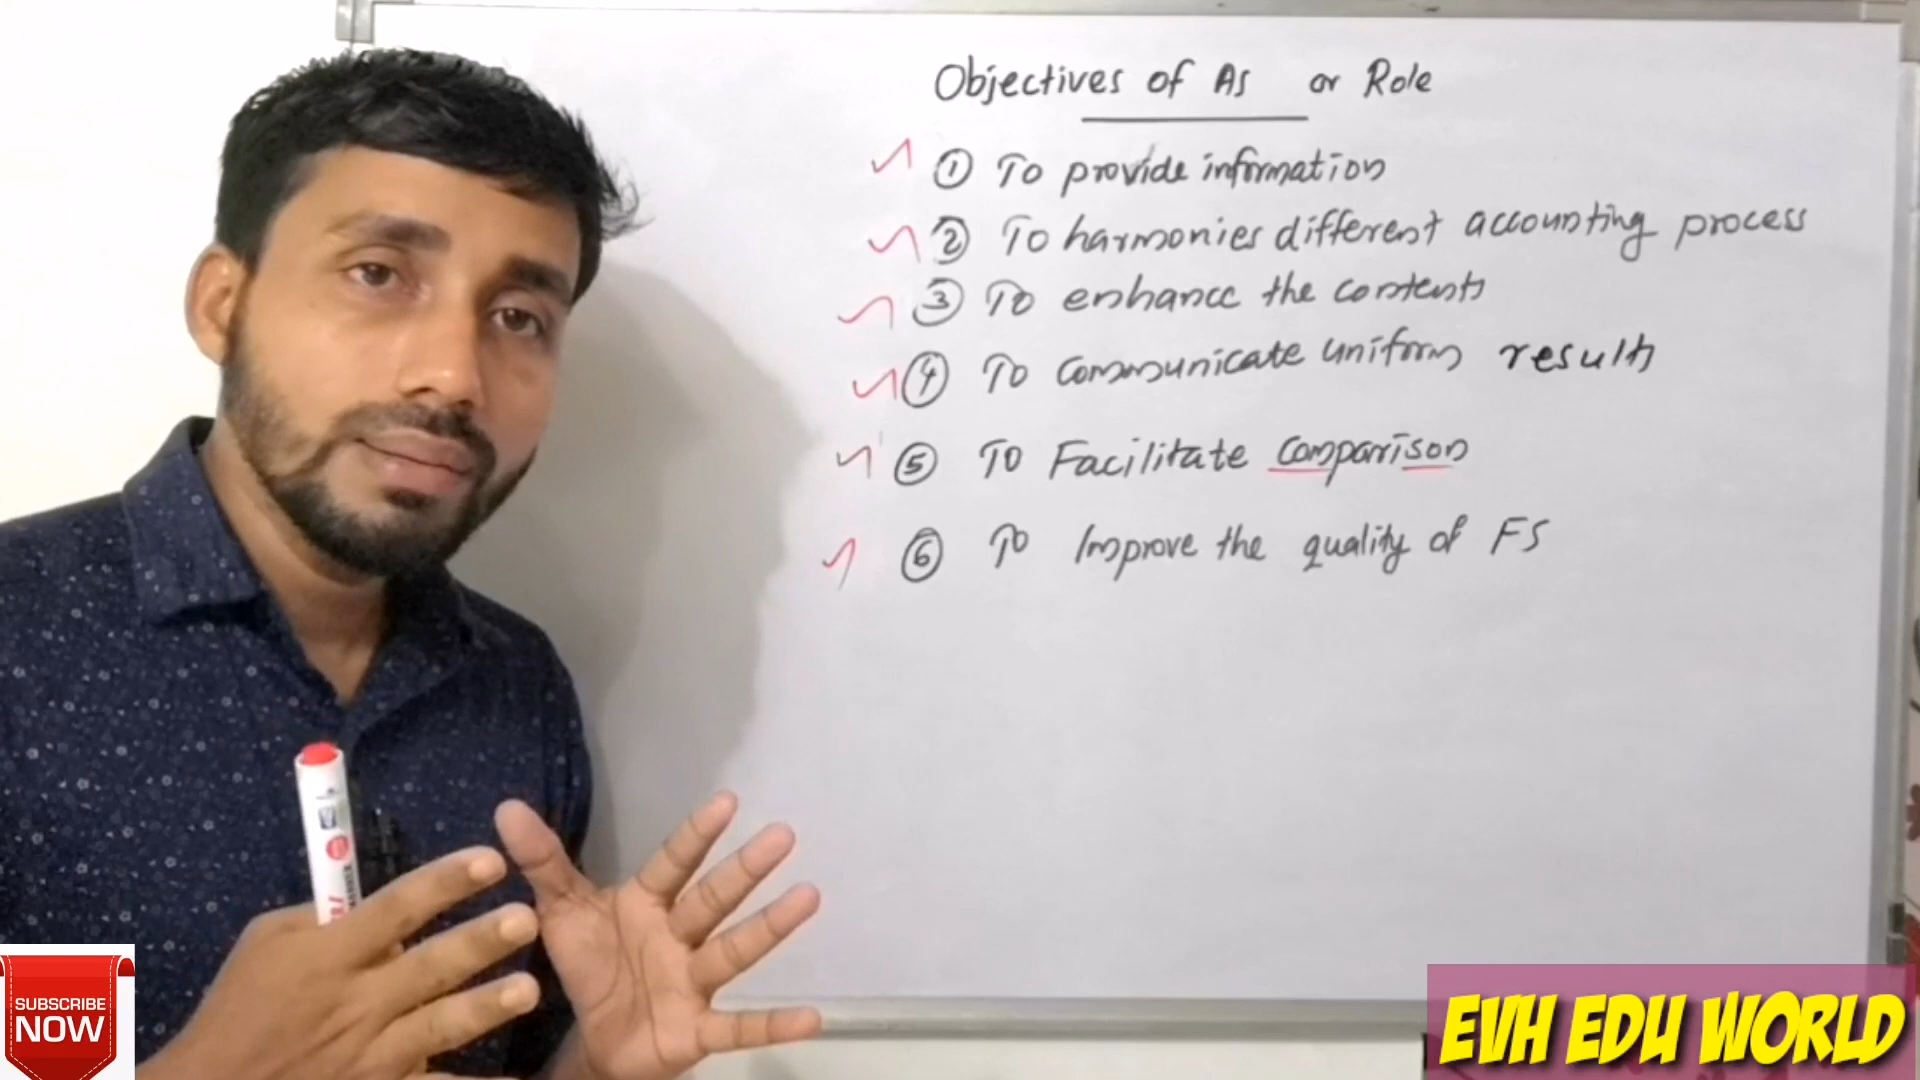 Objectives of As or Role
① To provide information
② To harmonies different accounting process
③ To enhance the contents
④ To communicate uniform results
⑤ To Facilitate comparison
⑥ To Improve the quality of FS
SUBSCRIBE
NOW
EVH EDU WORLD